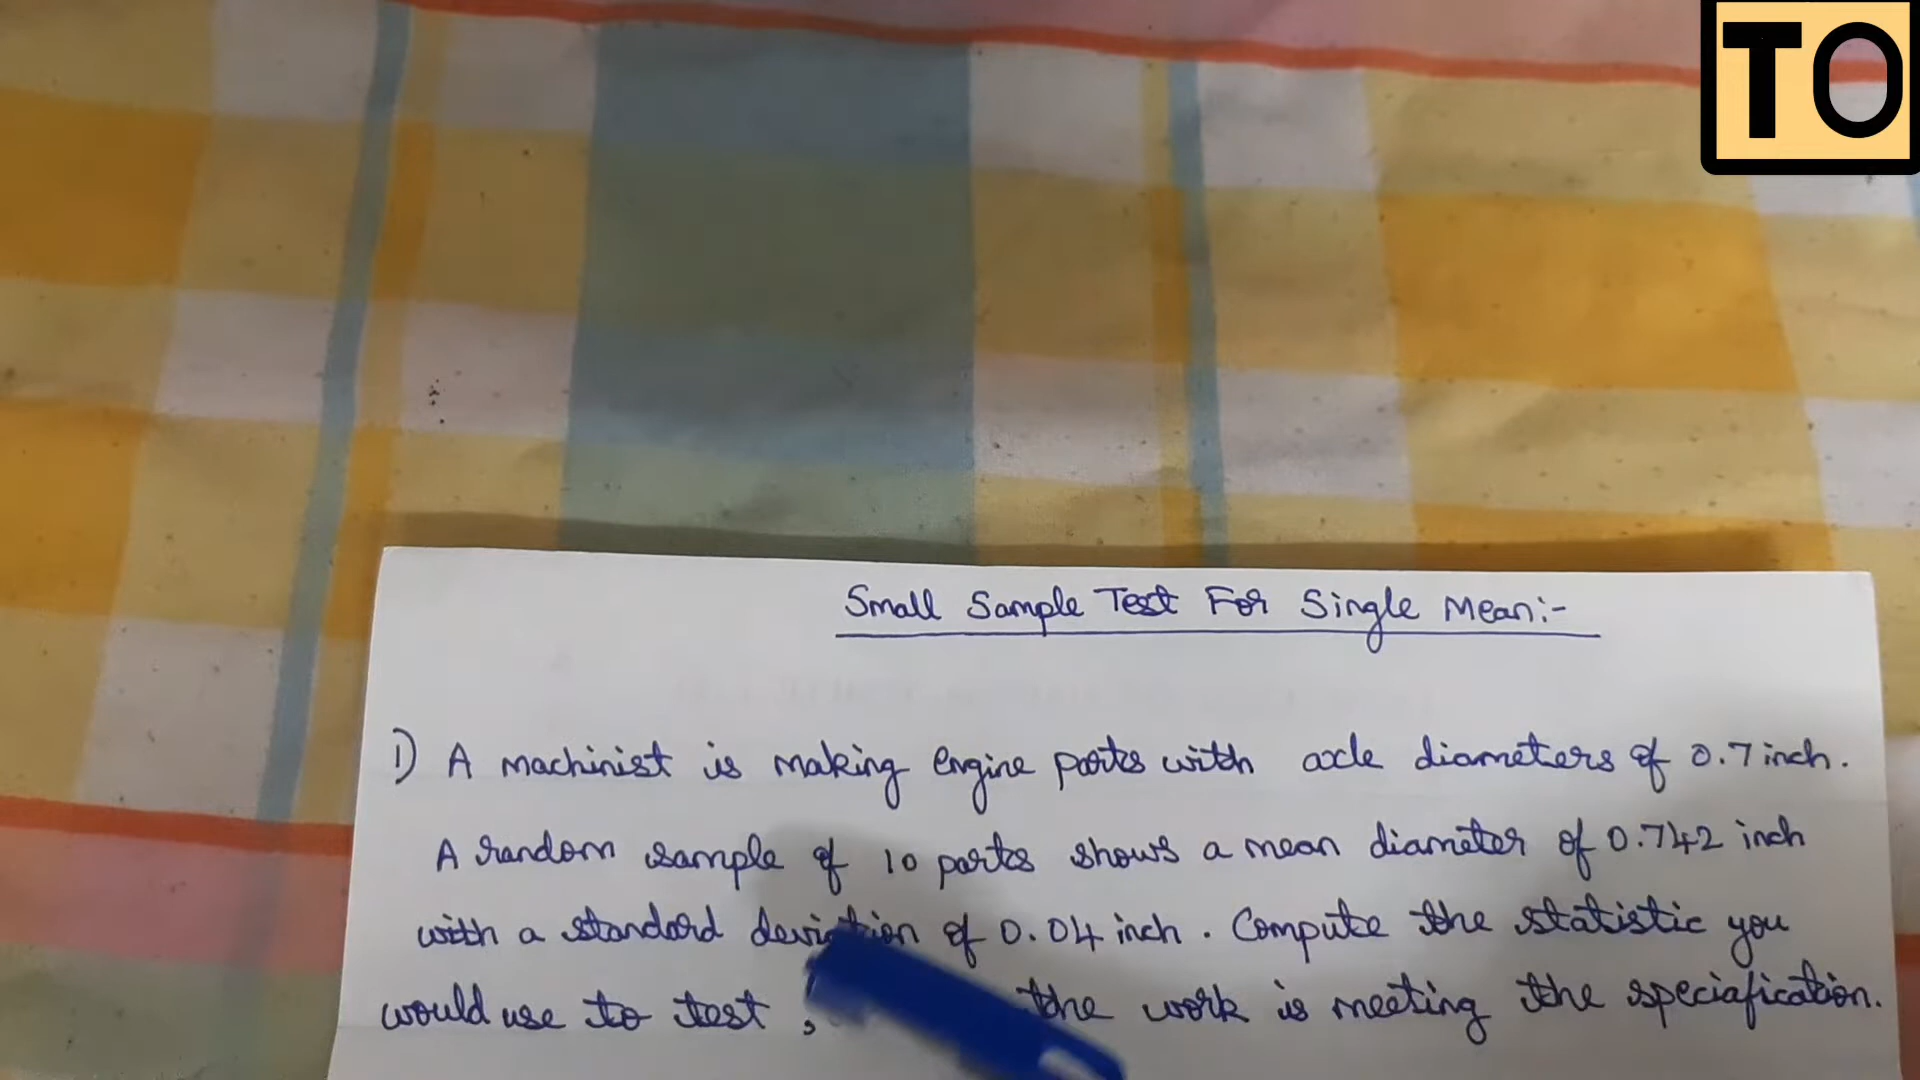 TO
Small Sample Test For Single Mean:-
1) A machinist is making engine parts with axle diameters of 0.7 inch.
A random sample of 10 parts shows a mean diameter of 0.742 inch
with a standard deviation of 0.04 inch. Compute the statistic you
would use to test, the work is meeting the speciafication.